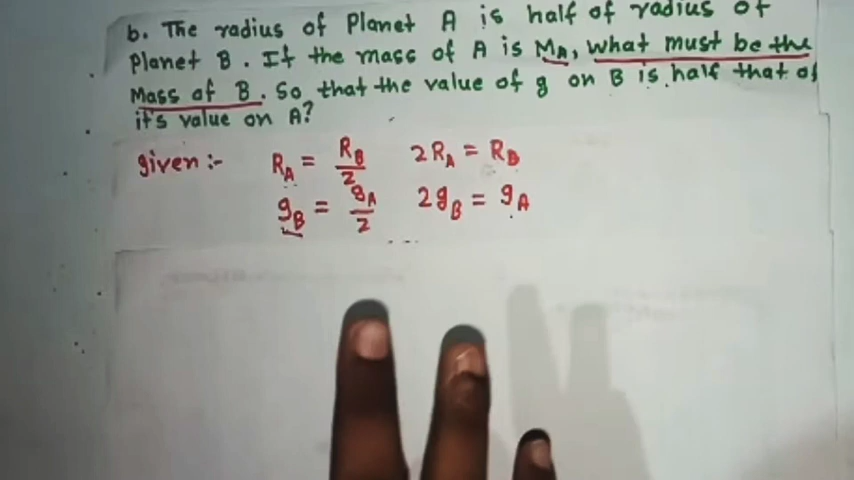 b. The radius of Planet A is half of radius of
Planet B. If the mass of A is M_A, what must be the
Mass of B. So that the value of g on B is half that of
it's value on A?
given :- R_A = R_B/2 2R_A = R_B
g_B = g_A/2 2g_B = g_A